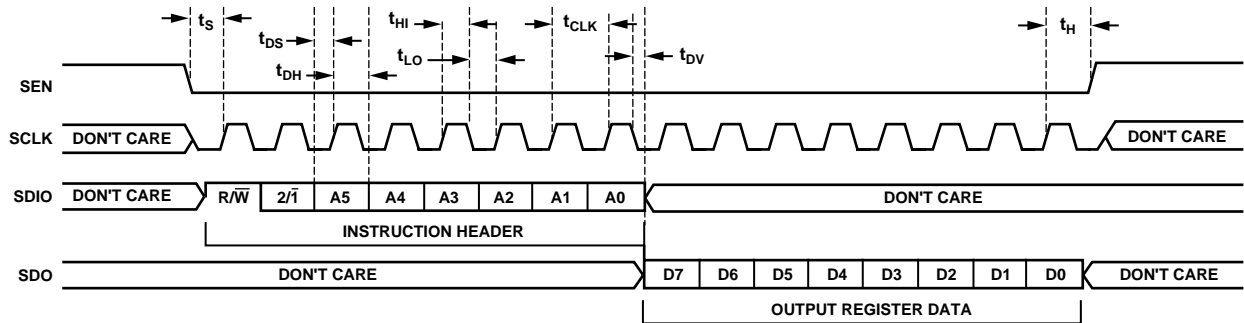 tS tHI tCLK tH
tDS tLO tDV
tDH
SEN
SCLK DON'T CARE DON'T CARE
SDIO DON'T CARE R/W̅ 2/1̅ A5 A4 A3 A2 A1 A0 DON'T CARE
INSTRUCTION HEADER
SDO DON'T CARE D7 D6 D5 D4 D3 D2 D1 D0 DON'T CARE
OUTPUT REGISTER DATA